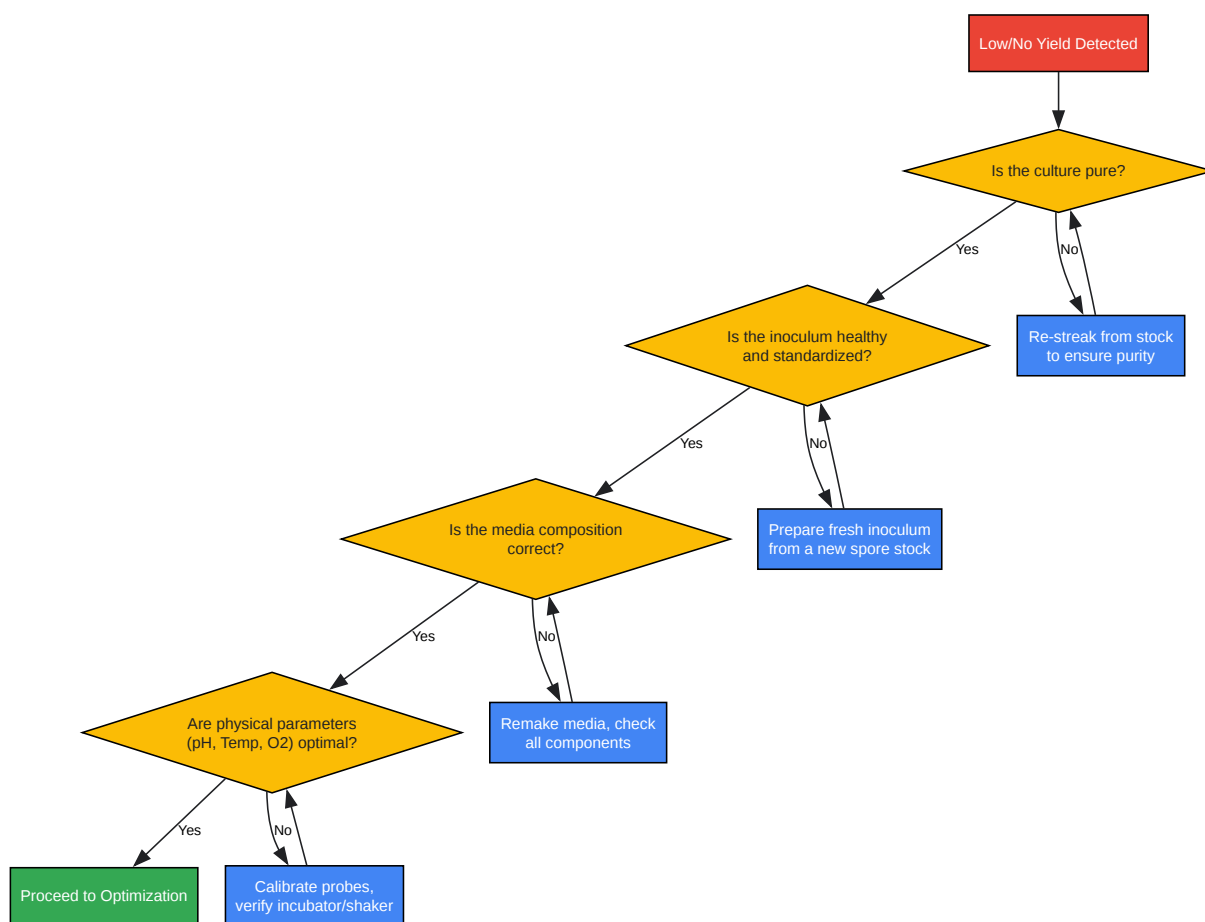 Low/No Yield Detected
Is the culture pure?
Yes
No
Re-streak from stock
to ensure purity
Is the inoculum healthy
and standardized?
Yes
No
Prepare fresh inoculum
from a new spore stock
Is the media composition
correct?
Yes
No
Remake media, check
all components
Are physical parameters
(pH, Temp, O2) optimal?
Yes
No
Proceed to Optimization
Calibrate probes,
verify incubator/shaker